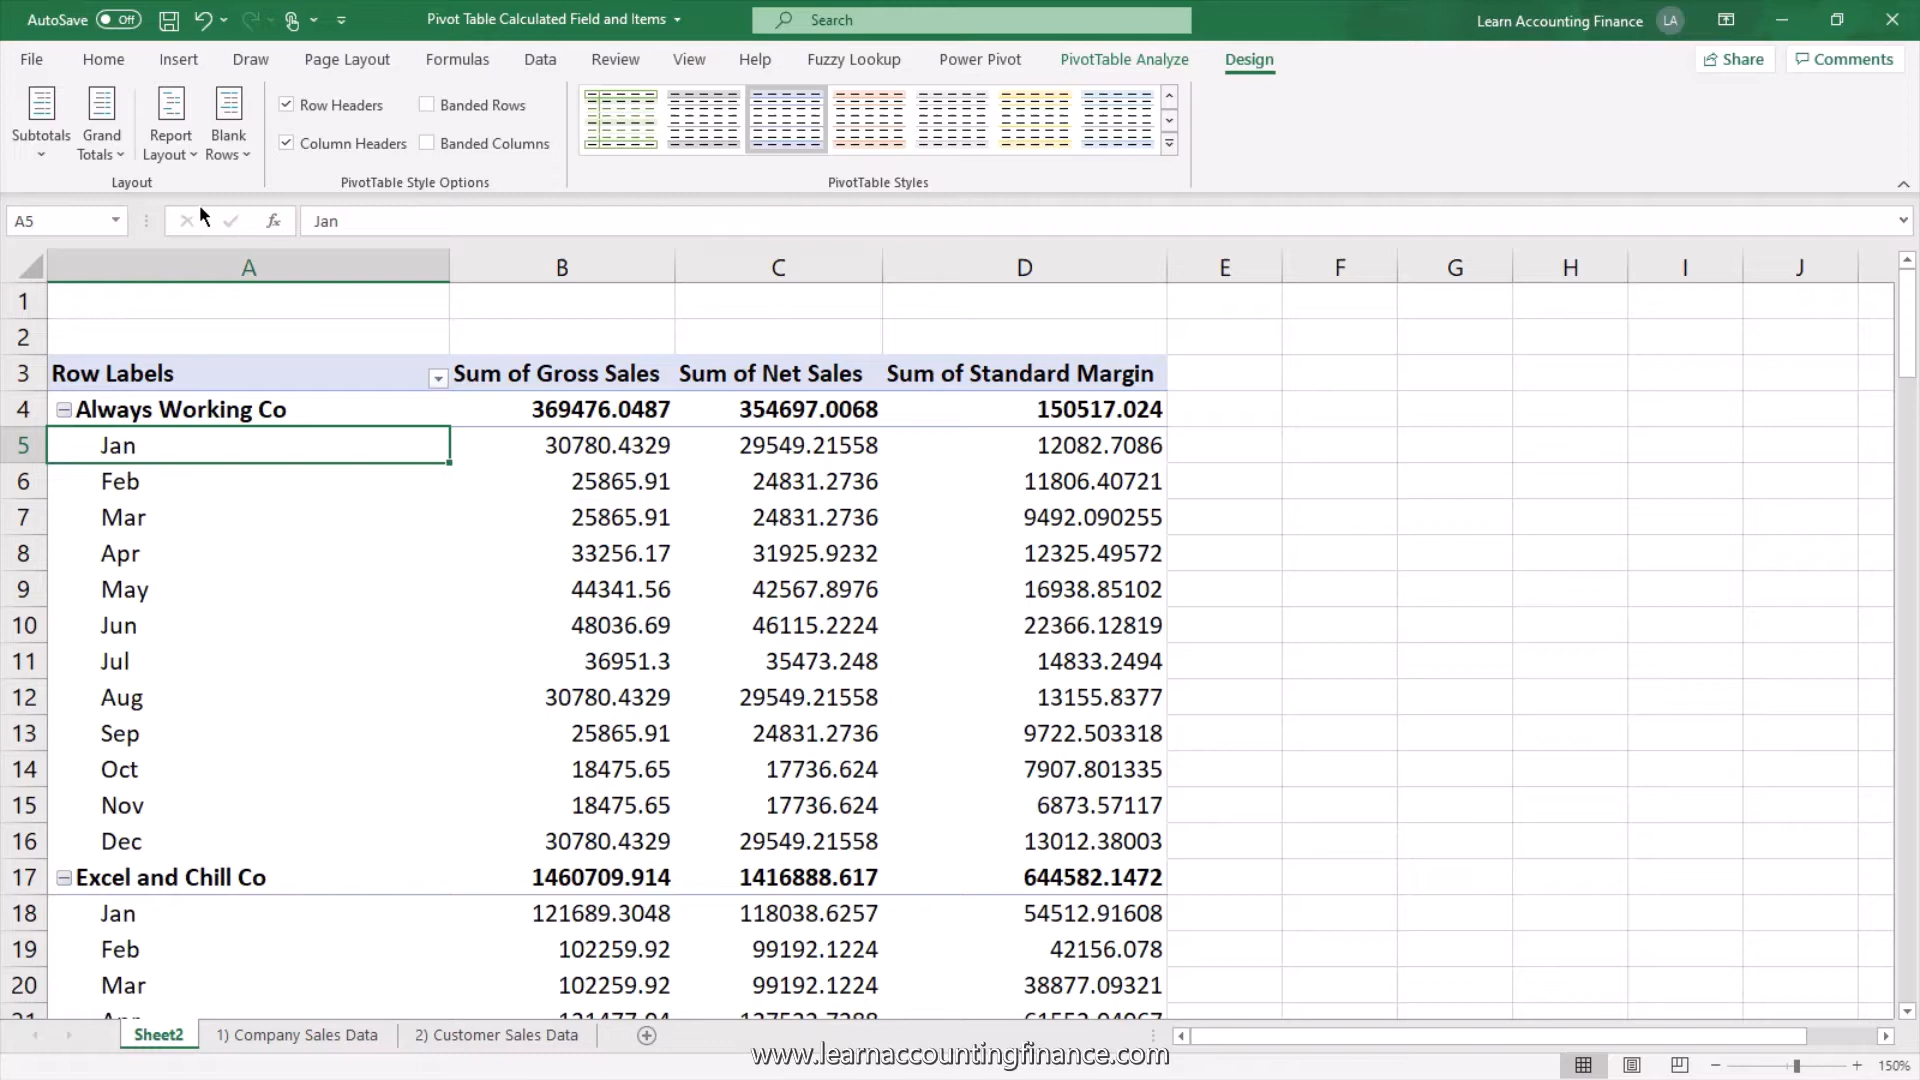 AutoSave Off
Pivot Table Calculated Field and Items
Search
Learn Accounting Finance LA
File Home Insert Draw Page Layout Formulas Data Review View Help Fuzzy Lookup Power Pivot PivotTable Analyze Design Share Comments
Subtotals
Grand Totals
Report Layout
Blank Rows
Layout
Row Headers Banded Rows
Column Headers Banded Columns
PivotTable Style Options
PivotTable Styles
A5 fx Jan
A B C D E F G H I J
1
2
3 Row Labels Sum of Gross Sales Sum of Net Sales Sum of Standard Margin
4 Always Working Co 369476.0487 354697.0068 150517.024
5 Jan 30780.4329 29549.21558 12082.7086
6 Feb 25865.91 24831.2736 11806.40721
7 Mar 25865.91 24831.2736 9492.090255
8 Apr 33256.17 31925.9232 12325.49572
9 May 44341.56 42567.8976 16938.85102
10 Jun 48036.69 46115.2224 22366.12819
11 Jul 36951.3 35473.248 14833.2494
12 Aug 30780.4329 29549.21558 13155.8377
13 Sep 25865.91 24831.2736 9722.503318
14 Oct 18475.65 17736.624 7907.801335
15 Nov 18475.65 17736.624 6873.57117
16 Dec 30780.4329 29549.21558 13012.38003
17 Excel and Chill Co 1460709.914 1416888.617 644582.1472
18 Jan 121689.3048 118038.6257 54512.91608
19 Feb 102259.92 99192.1224 42156.078
20 Mar 102259.92 99192.1224 38877.09321
Sheet2 1) Company Sales Data 2) Customer Sales Data
www.learnaccountingfinance.com
150%